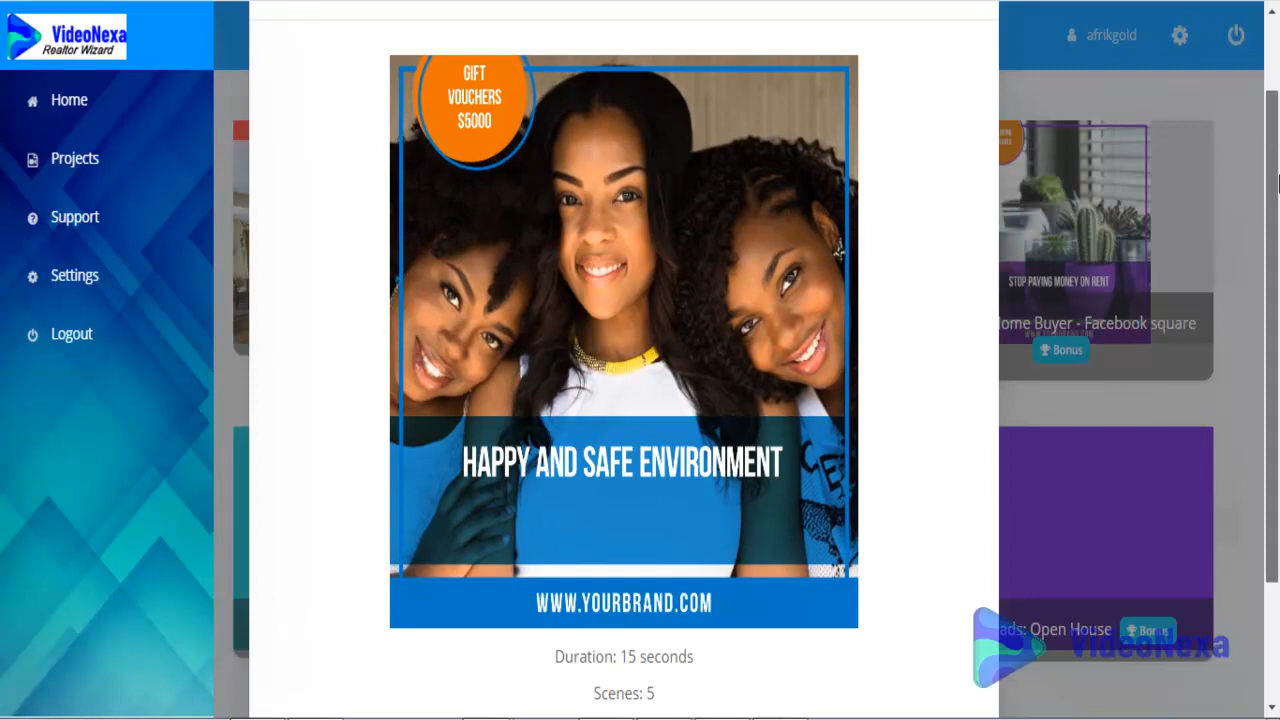 VideoNexa
Realtor Wizard
afrikgold
Home
Projects
Support
Settings
Logout
GIFT
VOUCHERS
$5000
HAPPY AND SAFE ENVIRONMENT
WWW.YOURBRAND.COM
Duration: 15 seconds
Scenes: 5
STOP PAYING MONEY ON RENT
Home Buyer - Facebook square
Bonus
ads: Open House
Bonus
VideoNexa